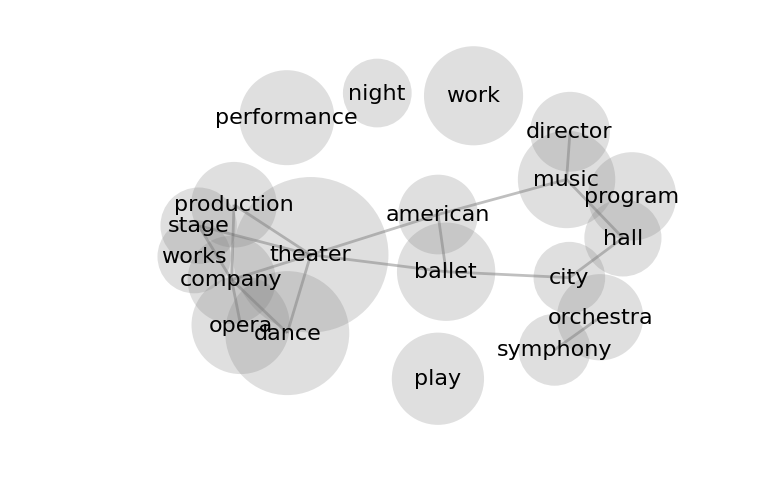 night
work
performance
director
music
program
production
american
stage
hall
theater
works
ballet
city
company
orchestra
opera
dance
symphony
play